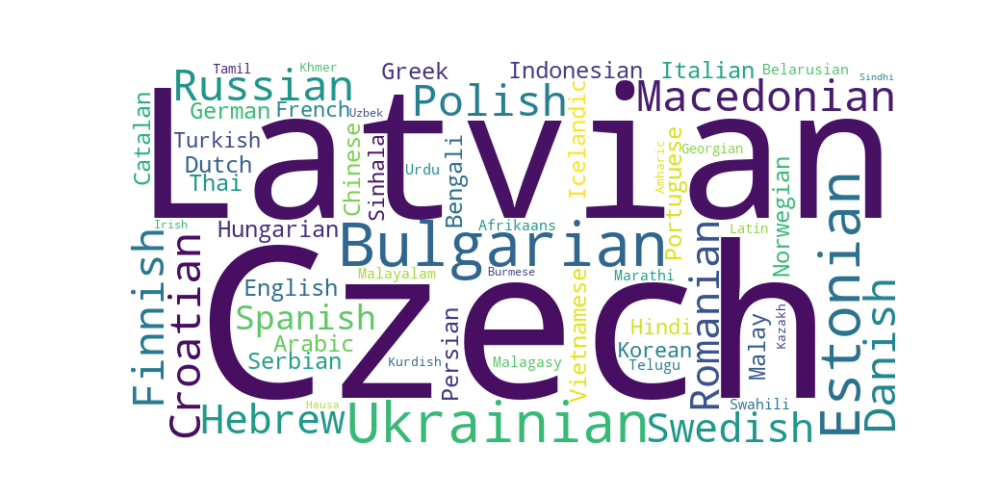 Tamil
Khmer
Greek
Indonesian
Italian
Belarusian
Sindhi
Russian
Polish
Macedonian
Latvian
Catalan
German
French
Uzbek
Turkish
Dutch
Thai
Chinese
Sinhala
Urdu
Bengali
Icelandic
Portuguese
Amharic
Georgian
Norwegian
Irish
Hungarian
Bulgarian
Afrikaans
Latin
Czech
Malayalam
Burmese
Marathi
Finnish
Croatian
English
Spanish
Arabic
Serbian
Kurdish
Persian
Malagasy
Vietnamese
Hindi
Korean
Telugu
Romanian
Malay
Kazakh
Estonian
Danish
Hausa
Hebrew
Ukrainian
Swedish
Swahili